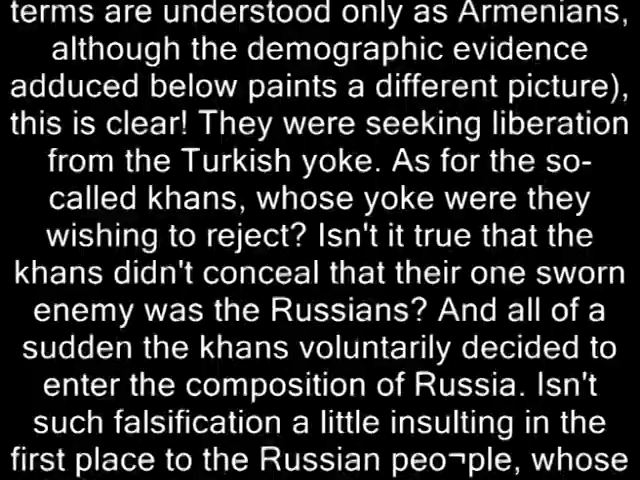 terms are understood only as Armenians,
although the demographic evidence
adduced below paints a different picture),
this is clear! They were seeking liberation
from the Turkish yoke. As for the so-
called khans, whose yoke were they
wishing to reject? Isn't it true that the
khans didn't conceal that their one sworn
enemy was the Russians? And all of a
sudden the khans voluntarily decided to
enter the composition of Russia. Isn't
such falsification a little insulting in the
first place to the Russian peo¬ple, whose